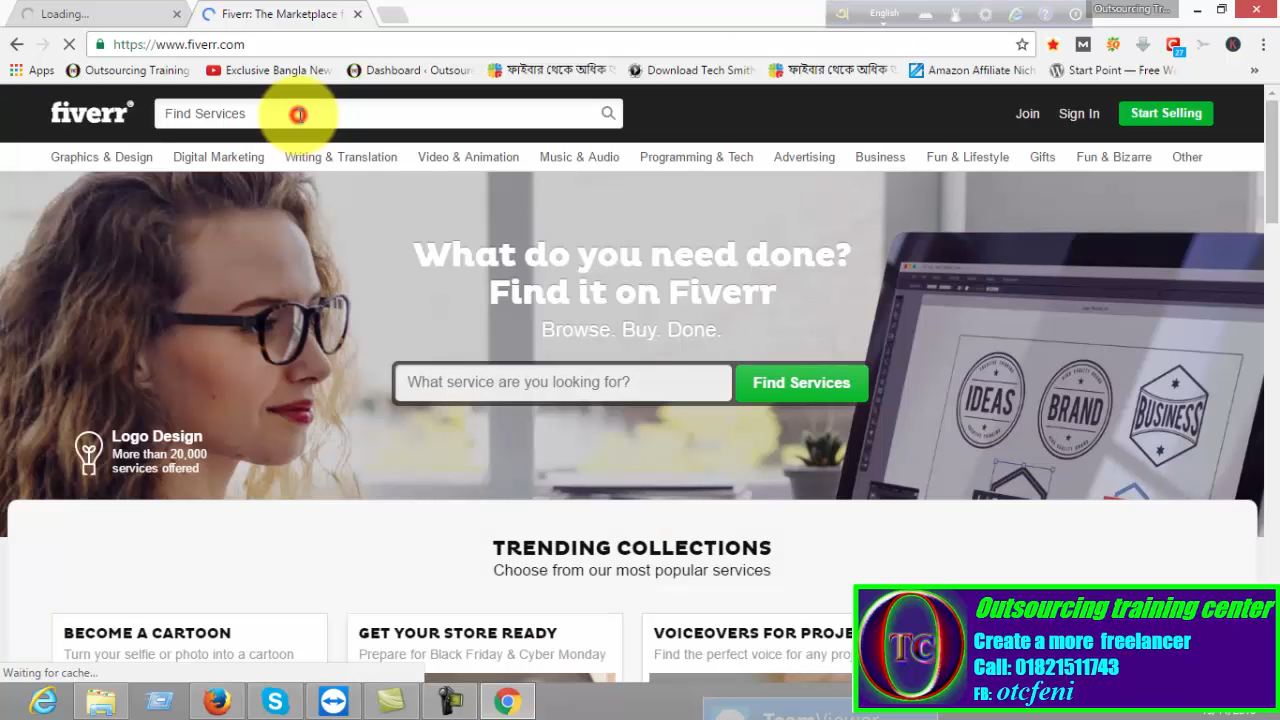 Loading...
Fiverr: The Marketplace f
English
Outsourcing Tr...
https://www.fiverr.com
27
Apps
Outsourcing Training
Exclusive Bangla New
Dashboard - Outsour
ফাইবার থেকে অধিক
Download Tech Smith
ফাইবার থেকে অধিক
Amazon Affiliate Nich
Start Point — Free W
fiverr®
Find Services
Join
Sign In
Start Selling
Graphics & Design
Digital Marketing
Writing & Translation
Video & Animation
Music & Audio
Programming & Tech
Advertising
Business
Fun & Lifestyle
Gifts
Fun & Bizarre
Other
What do you need done?
Find it on Fiverr
Browse. Buy. Done.
What service are you looking for?
Find Services
IDEAS
BRAND
BUSINESS
Logo Design
More than 20,000
services offered
TRENDING COLLECTIONS
Choose from our most popular services
BECOME A CARTOON
Turn your selfie or photo into a cartoon
GET YOUR STORE READY
Prepare for Black Friday & Cyber Monday
VOICEOVERS FOR PROJE
Find the perfect voice for any pro
Waiting for cache...
TC
Outsourcing training center
Create a more freelancer
Call: 01821511743
FB: otcfeni
TeamViewer